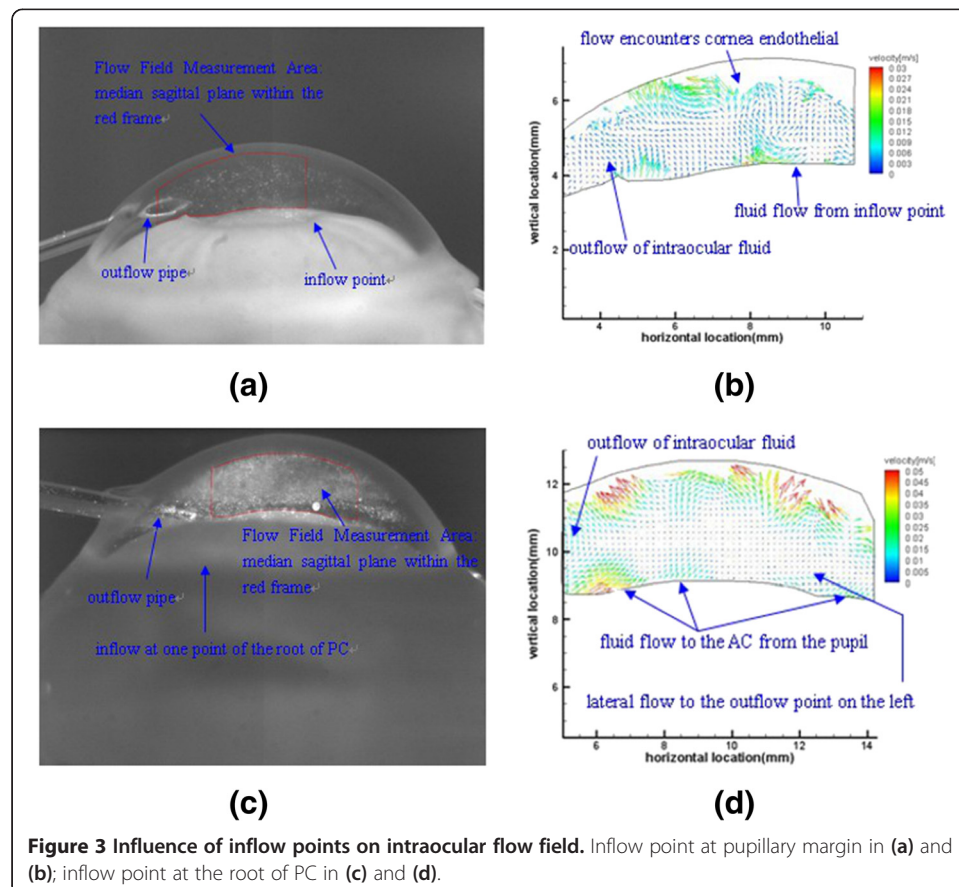 Flow Field Measurement Area:
median sagittal plane within the
red frame
outflow pipe
inflow point
(a)
flow encounters cornea endothelial
velocity[m/s]
0.03
0.027
0.024
0.021
0.018
0.015
0.012
0.009
0.006
0.003
0
6
4
2
vertical location(mm)
fluid flow from inflow point
outflow of intraocular fluid
4
6
8
10
horizontal location(mm)
(b)
Flow Field Measurement Area:
median sagittal plane within the
red frame
outflow pipe
inflow at one point of the root of PC
(c)
outflow of intraocular fluid
velocity[m/s]
0.05
0.045
0.04
0.035
0.03
0.025
0.02
0.015
0.01
0.005
0
12
10
8
6
vertical location(mm)
fluid flow to the AC from the pupil
lateral flow to the outflow point on the left
6
8
10
12
14
horizontal location(mm)
(d)
Figure 3 Influence of inflow points on intraocular flow field. Inflow point at pupillary margin in (a) and
(b); inflow point at the root of PC in (c) and (d).